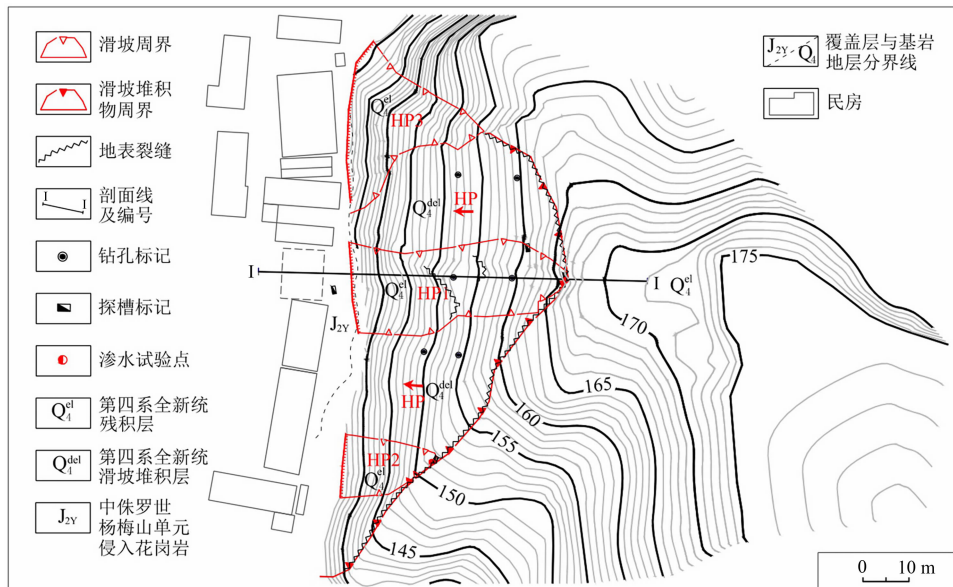 滑坡周界
滑坡堆积
物周界
地表裂缝
I
I
剖面线
及编号
钻孔标记
探槽标记
渗水试验点
Q₄ᵉˡ
第四系全新统
残积层
Q₄ᵈᵉˡ
第四系全新统
滑坡堆积层
J₂Y
中侏罗世
杨梅山单元
侵入花岗岩
J₂Y
Q₄
覆盖层与基岩
地层分界线
民房
Q₄ᵉˡ
HP3
Q₄ᵈᵉˡ
HP
I
Q₄ᵉˡ
HP1
I
Q₄ᵉˡ
J₂Y
HP
Q₄ᵈᵉˡ
HP2
Q₄ᵉˡ
175
170
165
160
155
150
145
0 10 m